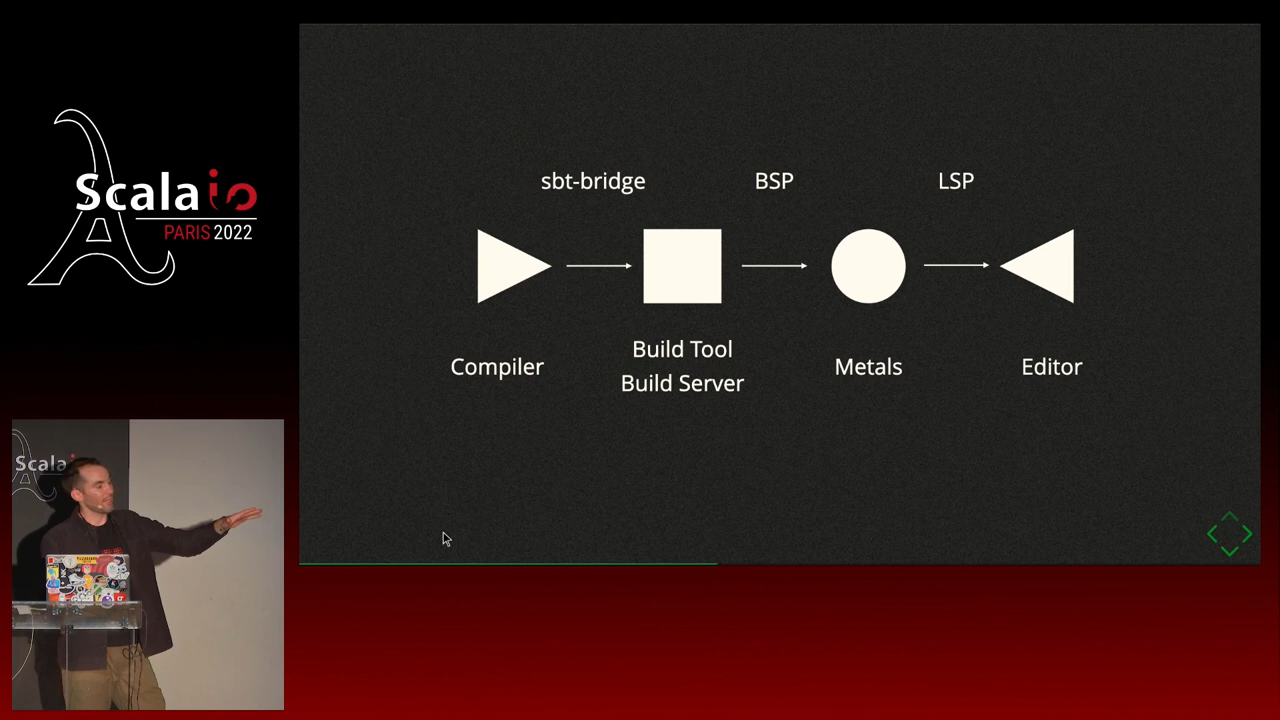 Scala io
PARIS 2022
sbt-bridge
BSP
LSP
Compiler
Build Tool
Build Server
Metals
Editor
Scala